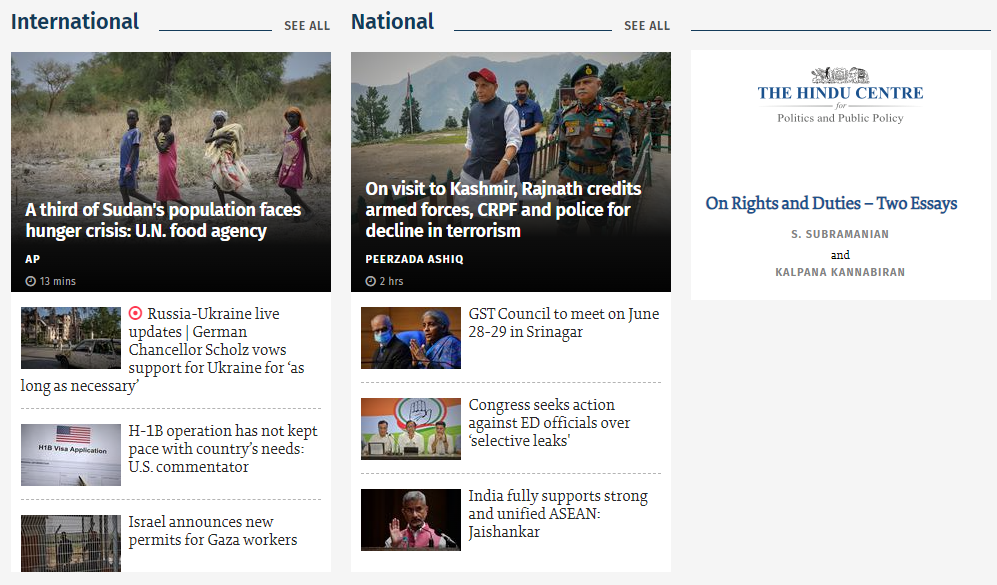 International
SEE ALL
A third of Sudan's population faces
hunger crisis: U.N. food agency
AP
13 mins
Russia-Ukraine live
updates | German
Chancellor Scholz vows
support for Ukraine for ‘as
long as necessary’
H1B Visa Application
H-1B operation has not kept
pace with country’s needs:
U.S. commentator
Israel announces new
permits for Gaza workers
National
SEE ALL
On visit to Kashmir, Rajnath credits
armed forces, CRPF and police for
decline in terrorism
PEERZADA ASHIQ
2 hrs
GST Council to meet on June
28-29 in Srinagar
Congress seeks action
against ED officials over
‘selective leaks’
India fully supports strong
and unified ASEAN:
Jaishankar
THE HINDU CENTRE
for
Politics and Public Policy
On Rights and Duties – Two Essays
S. SUBRAMANIAN
and
KALPANA KANNABIRAN